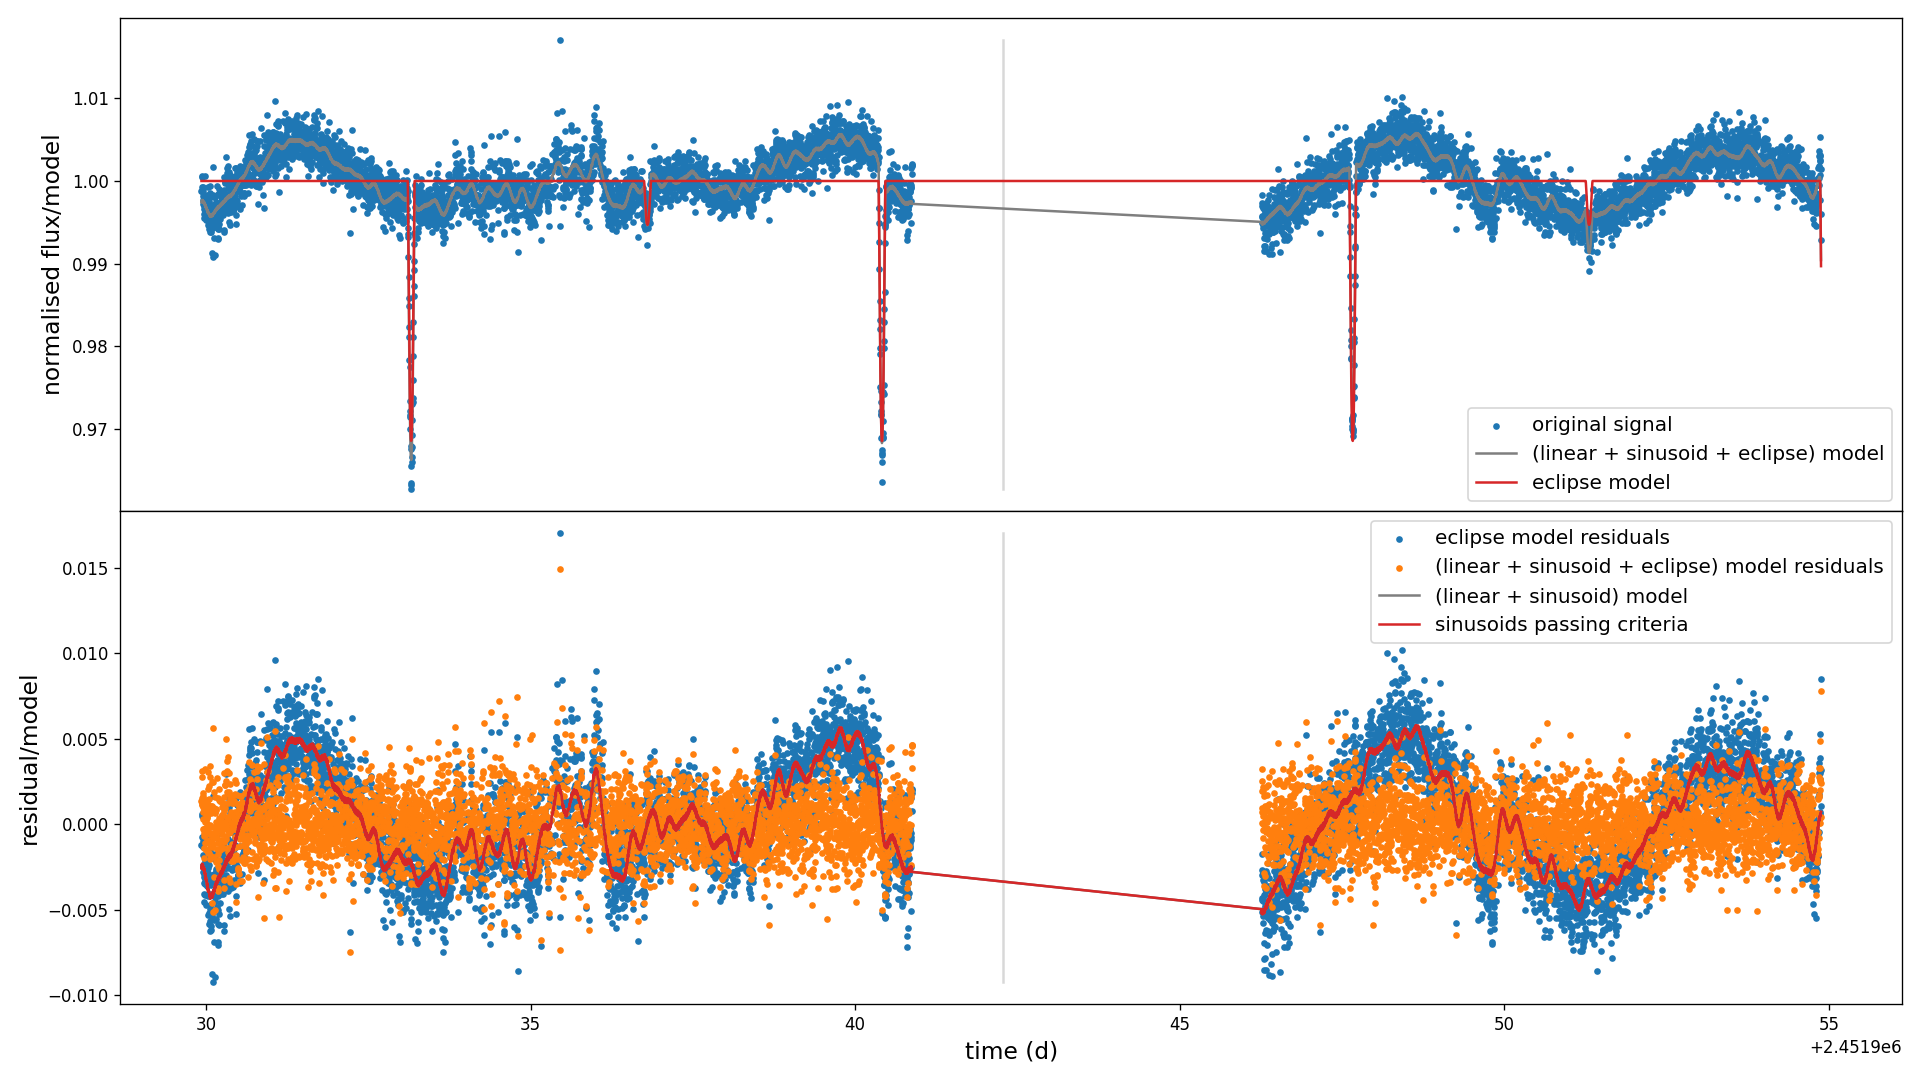 normalised flux/model
1.01
1.00
0.99
0.98
0.97
original signal
(linear + sinusoid + eclipse) model
eclipse model
residual/model
0.015
0.010
0.005
0.000
−0.005
−0.010
eclipse model residuals
(linear + sinusoid + eclipse) model residuals
(linear + sinusoid) model
sinusoids passing criteria
30
35
40
45
50
55
time (d)
+2.4519e6